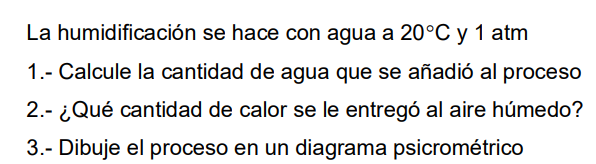 La humidificación se hace con agua a 20°C y 1 atm
1.- Calcule la cantidad de agua que se añadió al proceso
2.- ¿Qué cantidad de calor se le entregó al aire húmedo?
3.- Dibuje el proceso en un diagrama psicrométrico